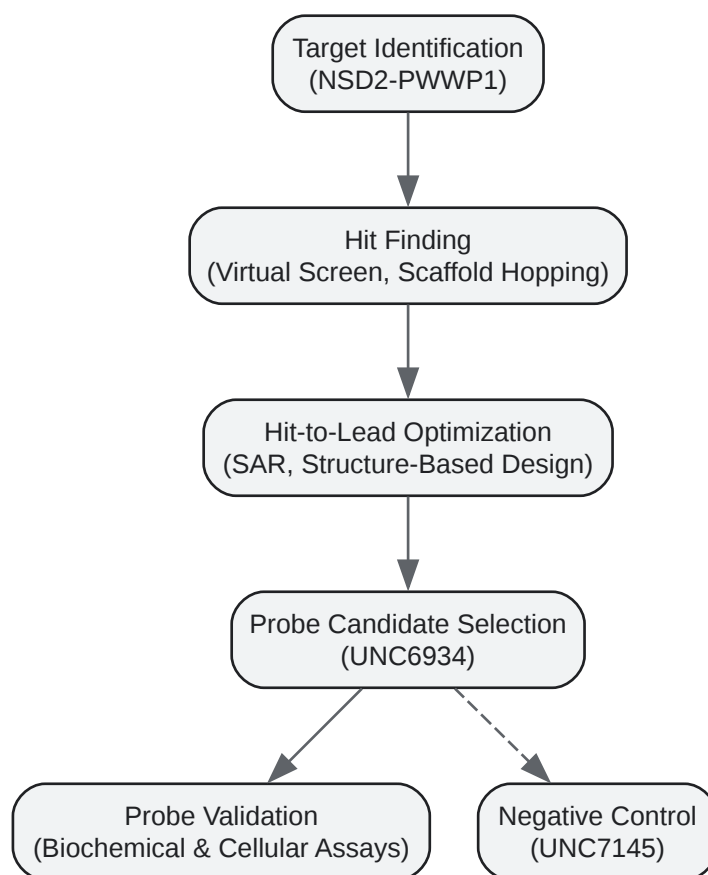 Target Identification
(NSD2-PWWP1)
Hit Finding
(Virtual Screen, Scaffold Hopping)
Hit-to-Lead Optimization
(SAR, Structure-Based Design)
Probe Candidate Selection
(UNC6934)
Probe Validation
(Biochemical & Cellular Assays)
Negative Control
(UNC7145)